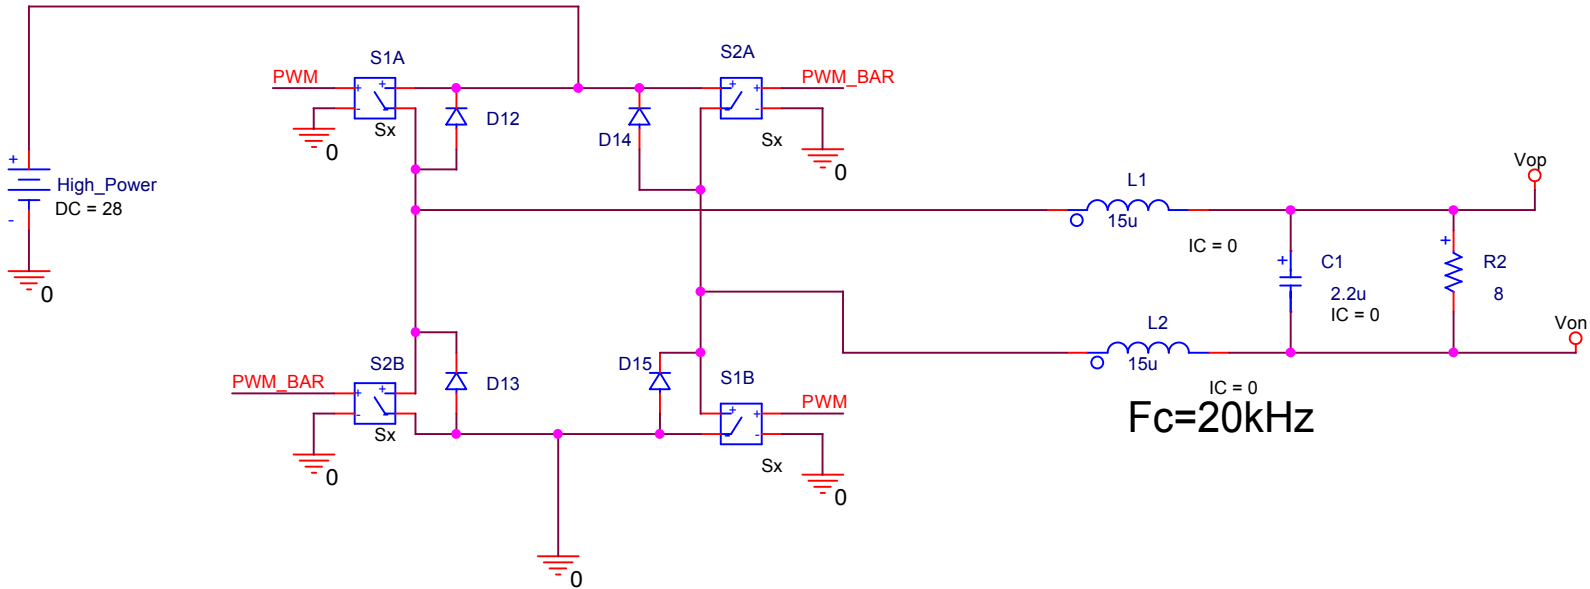 S1A
S2A
PWM
PWM_BAR
+
+
-
+
+
-
D12
D14
Sx
Sx
0
0
+
High_Power
DC = 28
-
0
Vop
L1
15u
IC = 0
+
C1
2.2u
IC = 0
+
R2
8
Von
L2
15u
IC = 0
Fc=20kHz
S2B
D13
D15
S1B
PWM_BAR
PWM
+
+
-
+
+
-
Sx
Sx
0
0
0